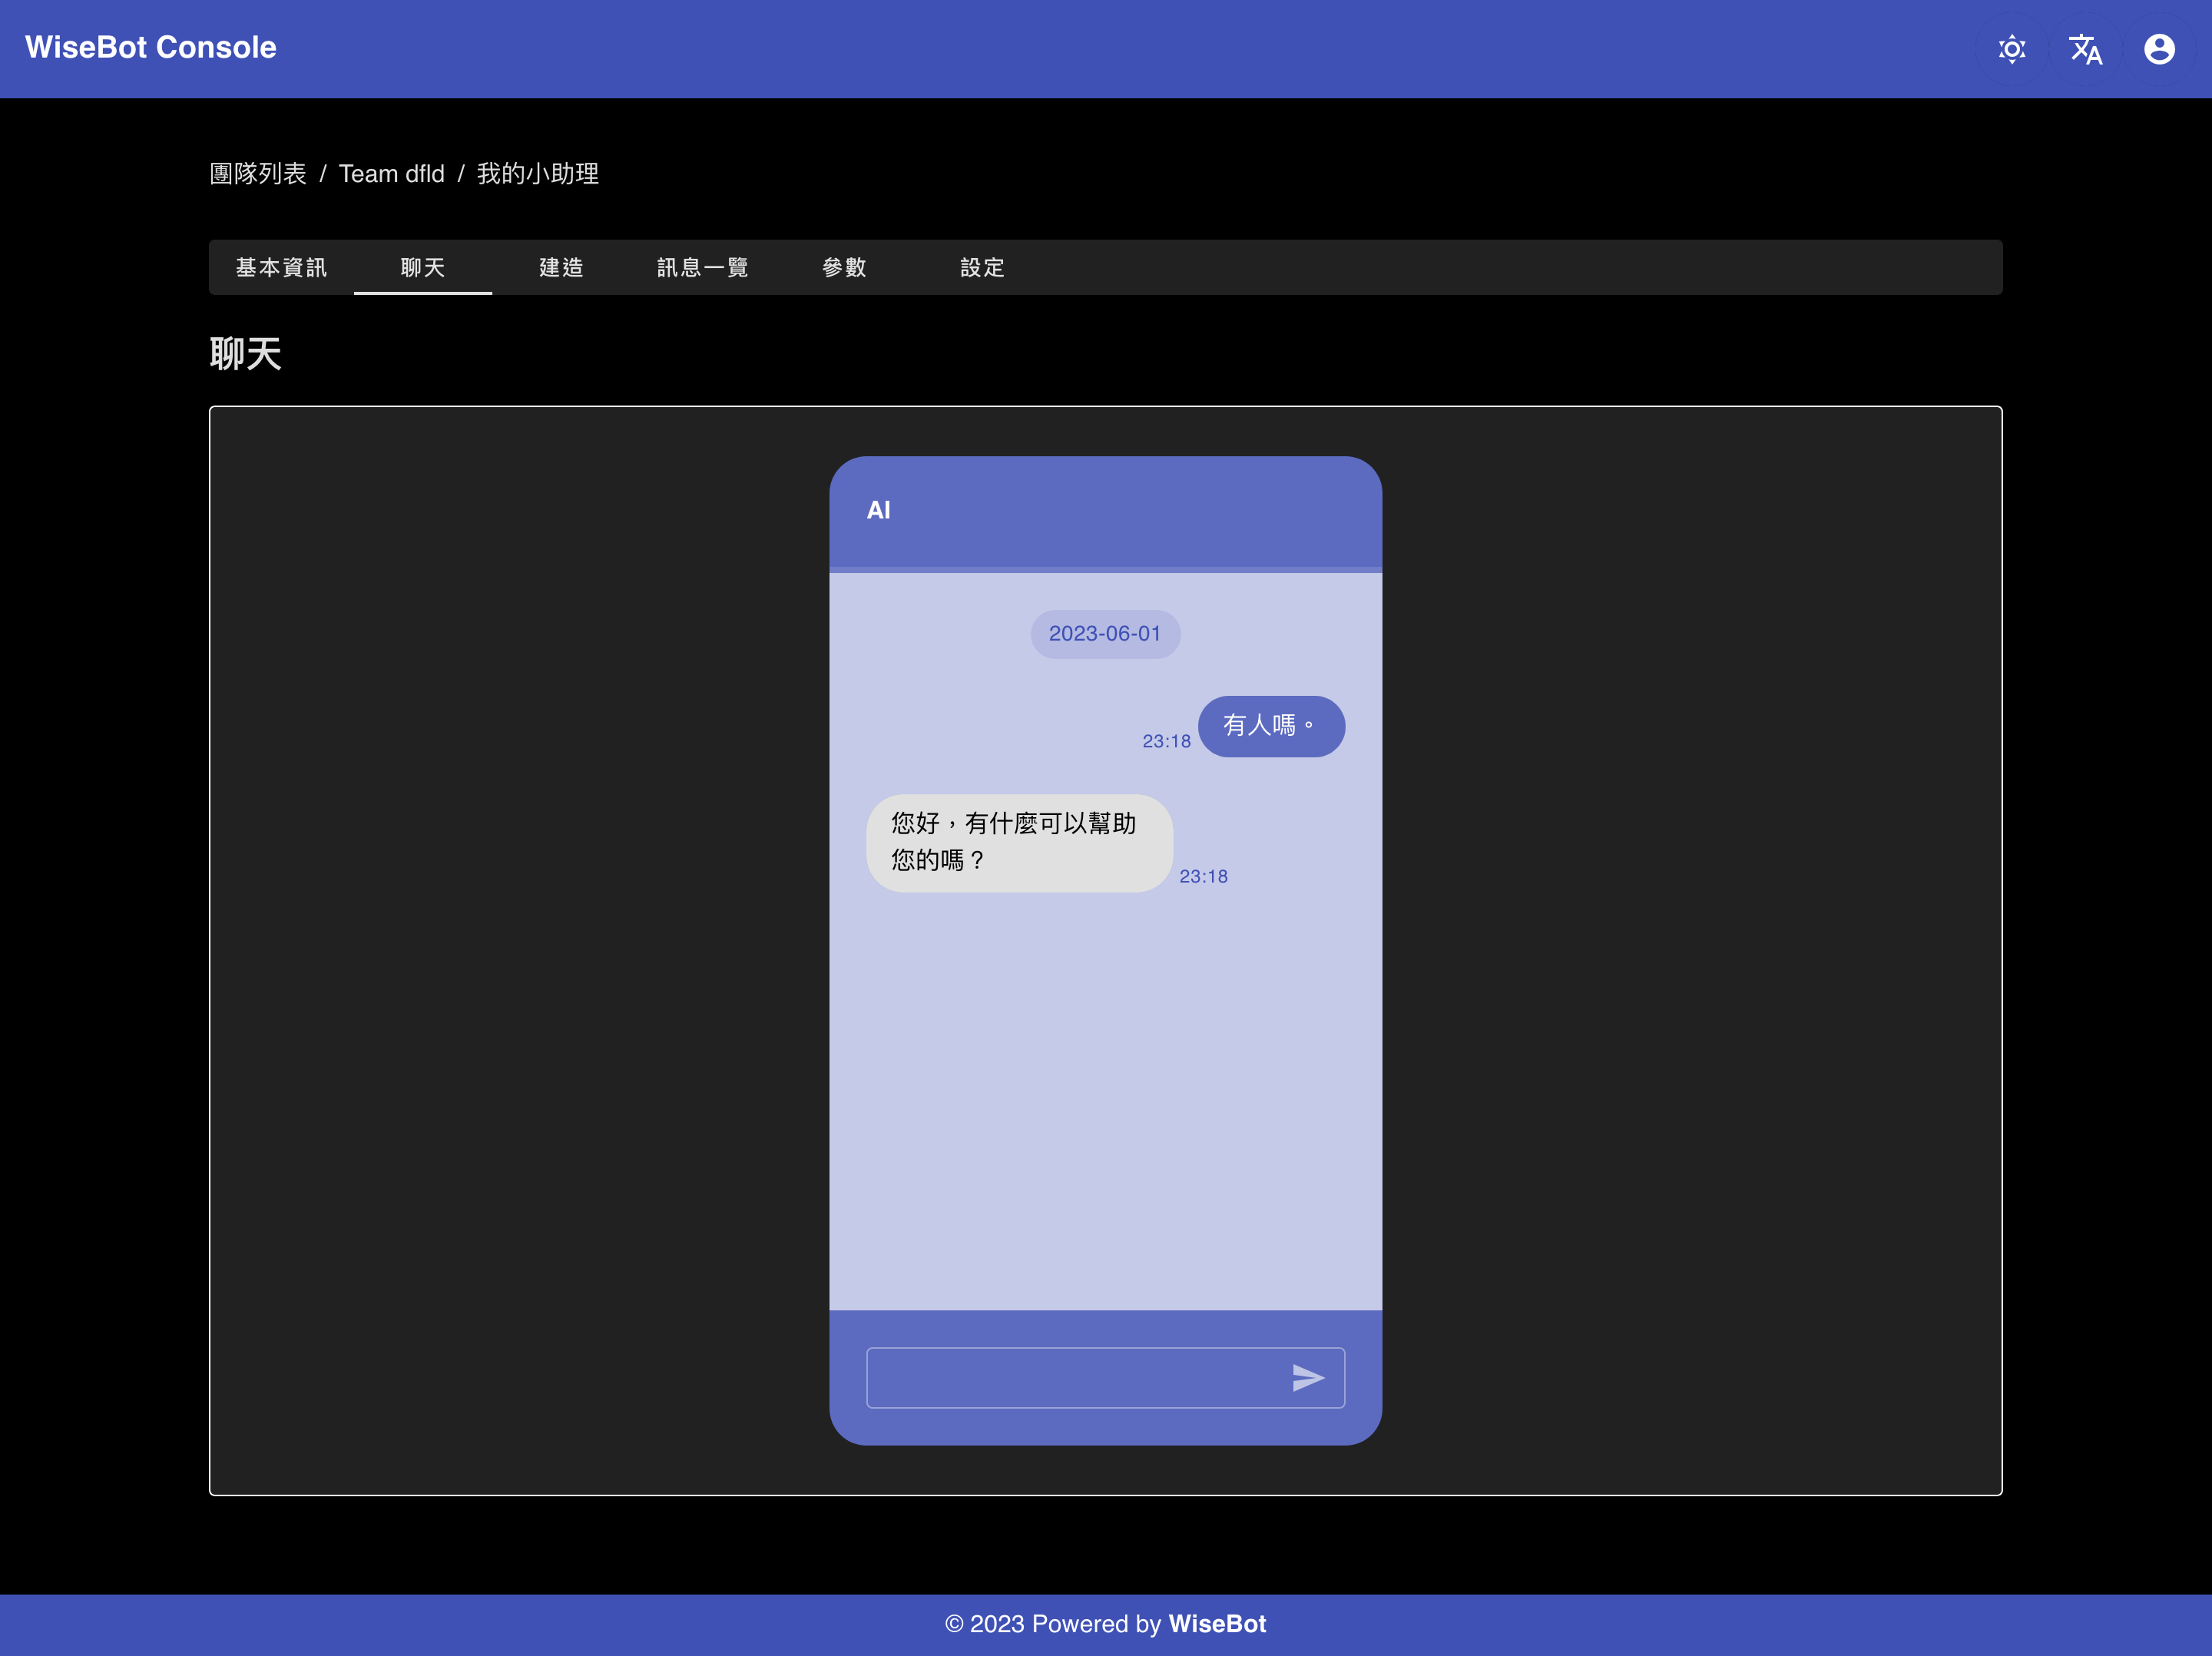 WiseBot Console
團隊列表 / Team dfld / 我的小助理
基本資訊 聊天 建造 訊息一覽 參數 設定
聊天
AI
2023-06-01
有人嗎。
23:18
您好，有什麼可以幫助
您的嗎？
23:18
© 2023 Powered by WiseBot